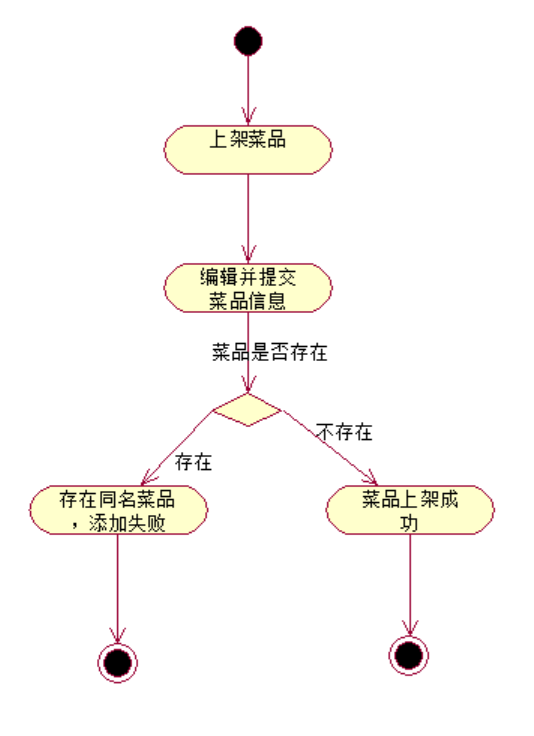 上架菜品
编辑并提交
菜品信息
菜品是否存在
不存在
存在
存在同名菜品
，添加失败
菜品上架成
功